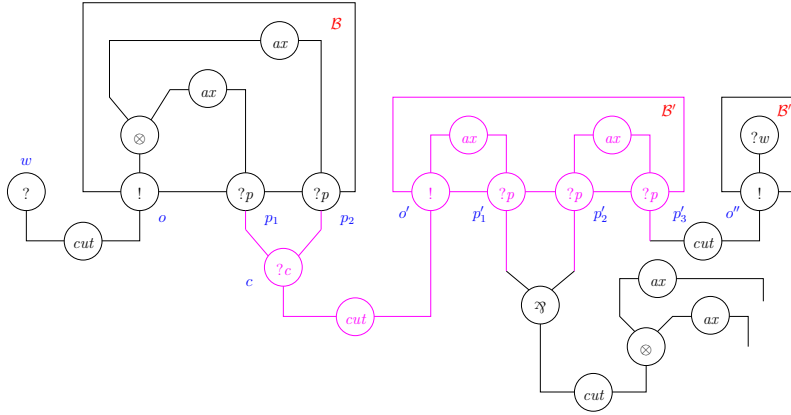 B
ax
ax
B′
B′
ax
ax
⊗
?w
w
?
!
?p
?p
!
?p
?p
?p
!
o
p₁
p₂
o′
p′₁
p′₂
p′₃
o″
cut
cut
?c
c
ax
⅋
cut
ax
⊗
cut